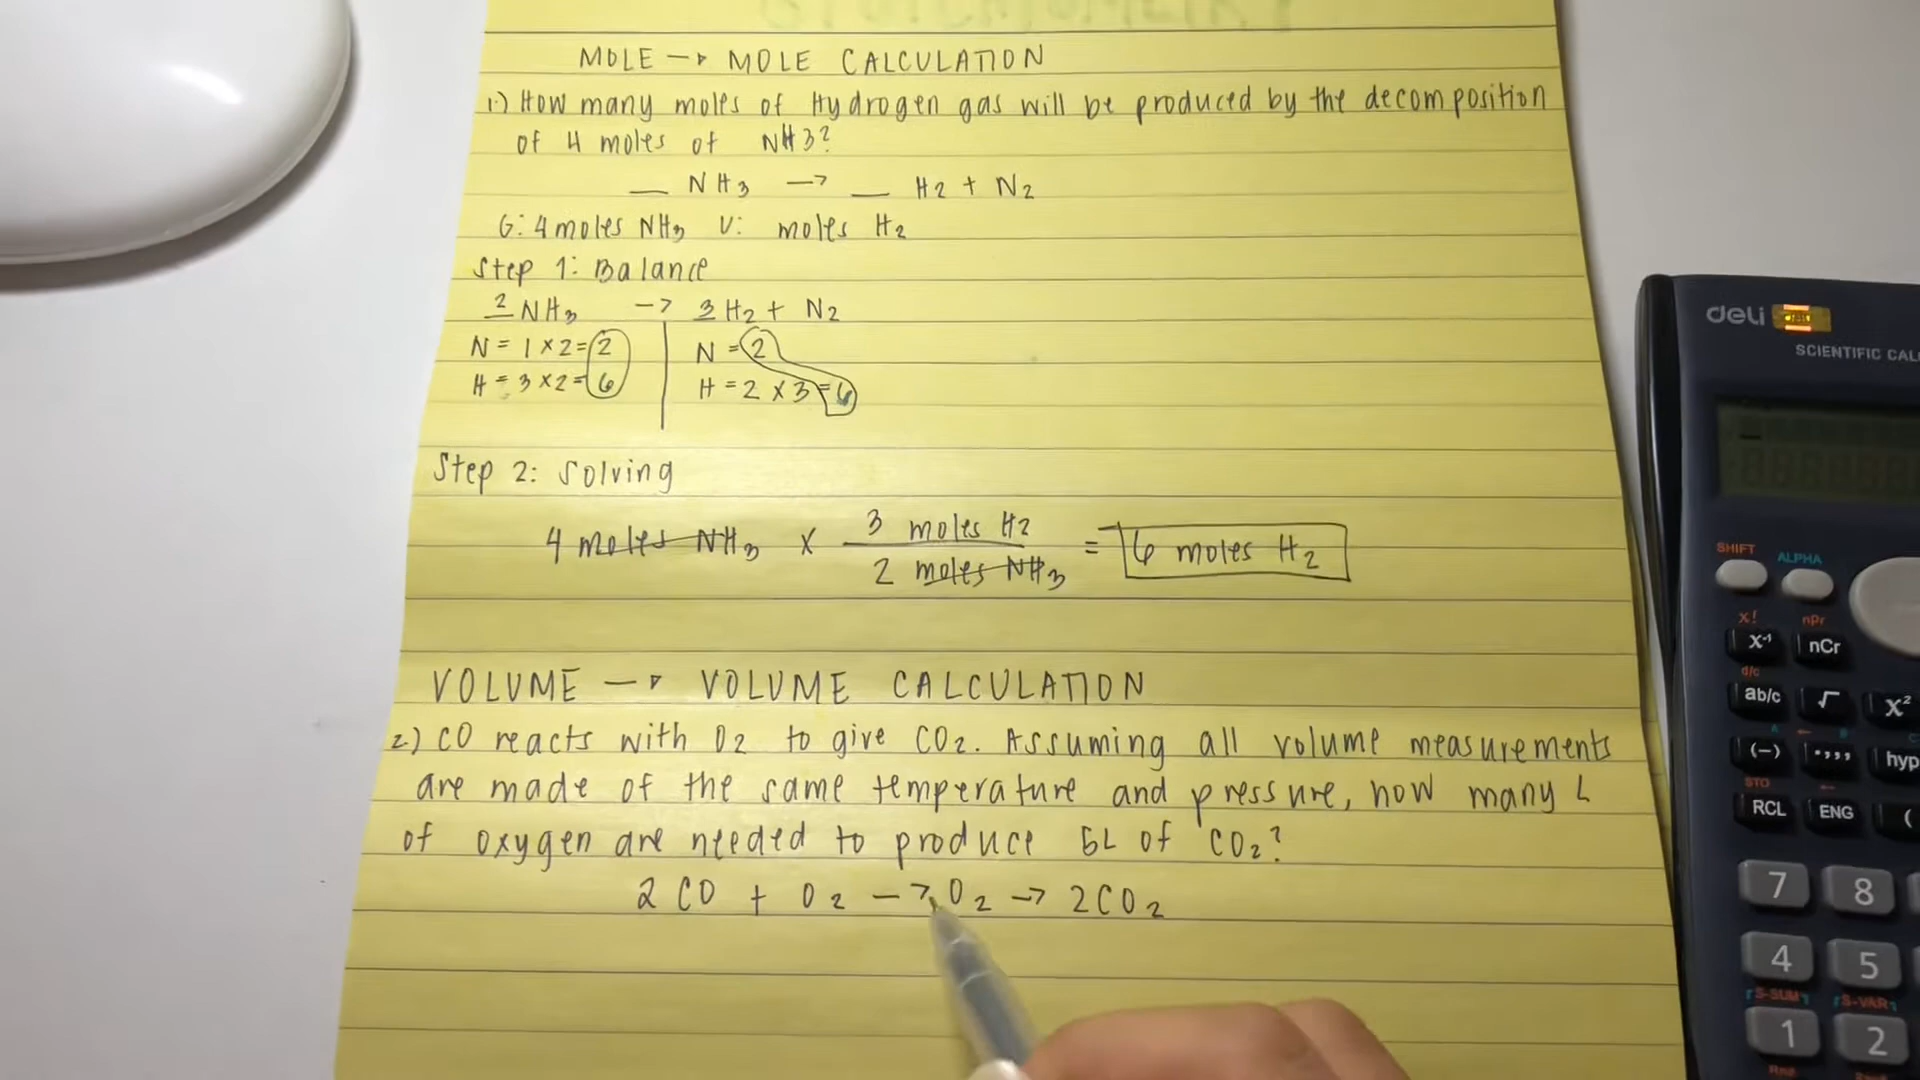 MOLE → MOLE CALCULATION
1.) How many moles of Hydrogen gas will be produced by the decomposition
of 4 moles of NH3?
__ NH3 → __ H2 + N2
G: 4 moles NH3 U: moles H2
Step 1: Balance
2 NH3 → 3 H2 + N2
N = 1 × 2 = 2 N = 2
H = 3 × 2 = 6 H = 2 × 3 = 6
Step 2: Solving
4 moles NH3 × 3 moles H2 / 2 moles NH3 = 6 moles H2
VOLUME → VOLUME CALCULATION
2.) CO reacts with O2 to give CO2. Assuming all volume measurements
are made of the same temperature and pressure, how many L
of oxygen are needed to produce 5L of CO2?
2 CO + O2 → O2 → 2 CO2
deli
SCIENTIFIC CAL
SHIFT ALPHA
x! nPr
X-1 nCr
d/c
ab/c √ X2
A B C
(−) °,,, hyp
STO ←
RCL ENG (
7 8
4 5
S-SUM S-VAR
1 2
Rnd